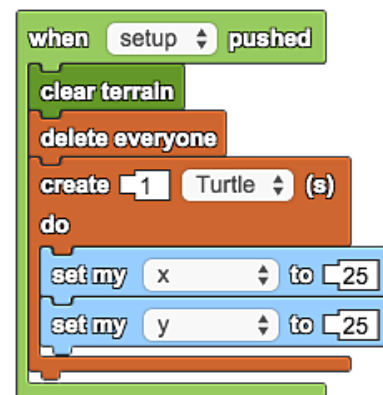 when setup pushed
clear terrain
delete everyone
create 1 Turtle (s)
do
set my x to 25
set my y to 25